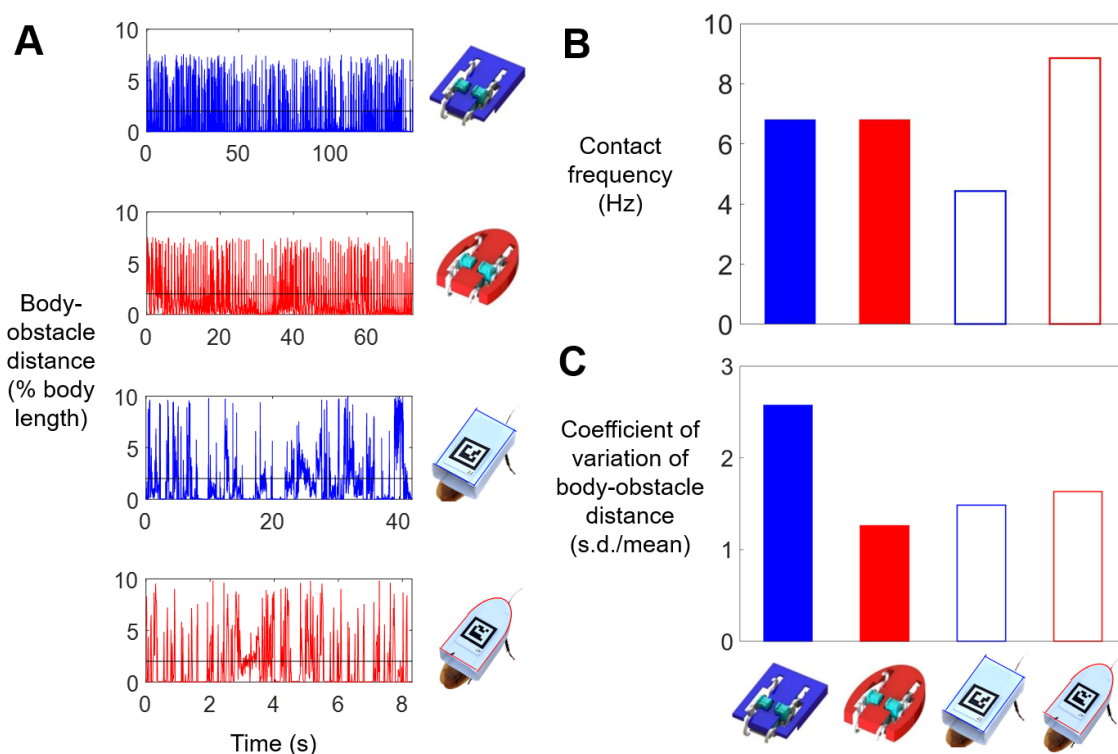 A
Body-
obstacle
distance
(% body
length)
10
5
0
0
50
100
10
5
0
0
20
40
60
10
5
0
0
20
40
10
5
0
0
2
4
6
8
Time (s)
B
Contact
frequency
(Hz)
10
8
6
4
2
0
C
Coefficient of
variation of
body-obstacle
distance
(s.d./mean)
3
2
1
0